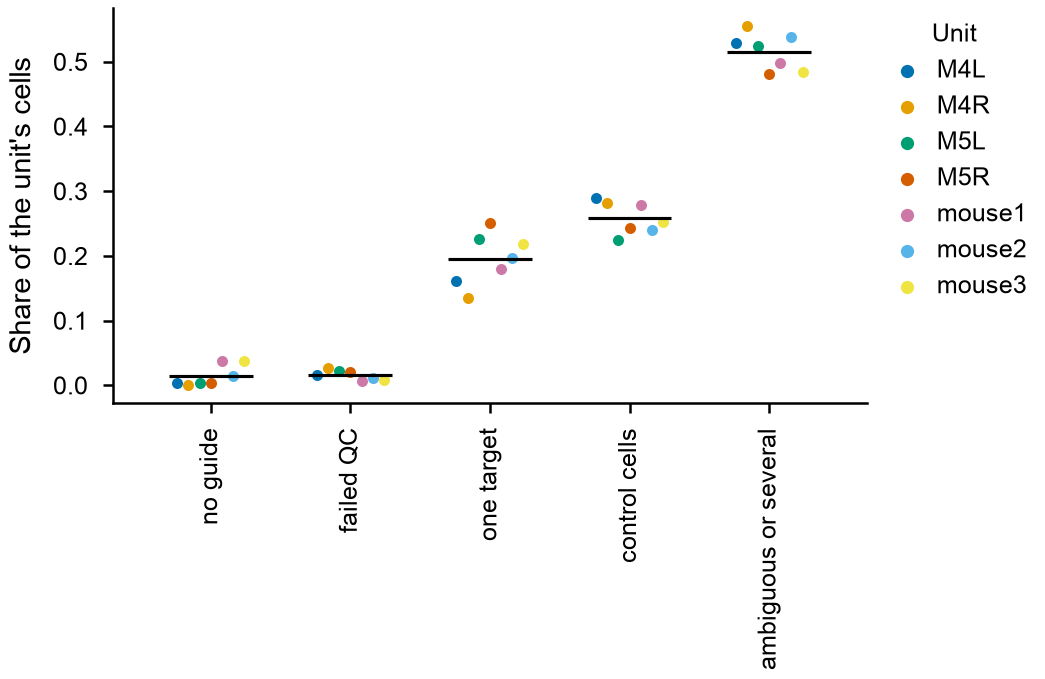 Share of the unit's cells
0.5
0.4
0.3
0.2
0.1
0.0
no guide
failed QC
one target
control cells
ambiguous or several
Unit
M4L
M4R
M5L
M5R
mouse1
mouse2
mouse3